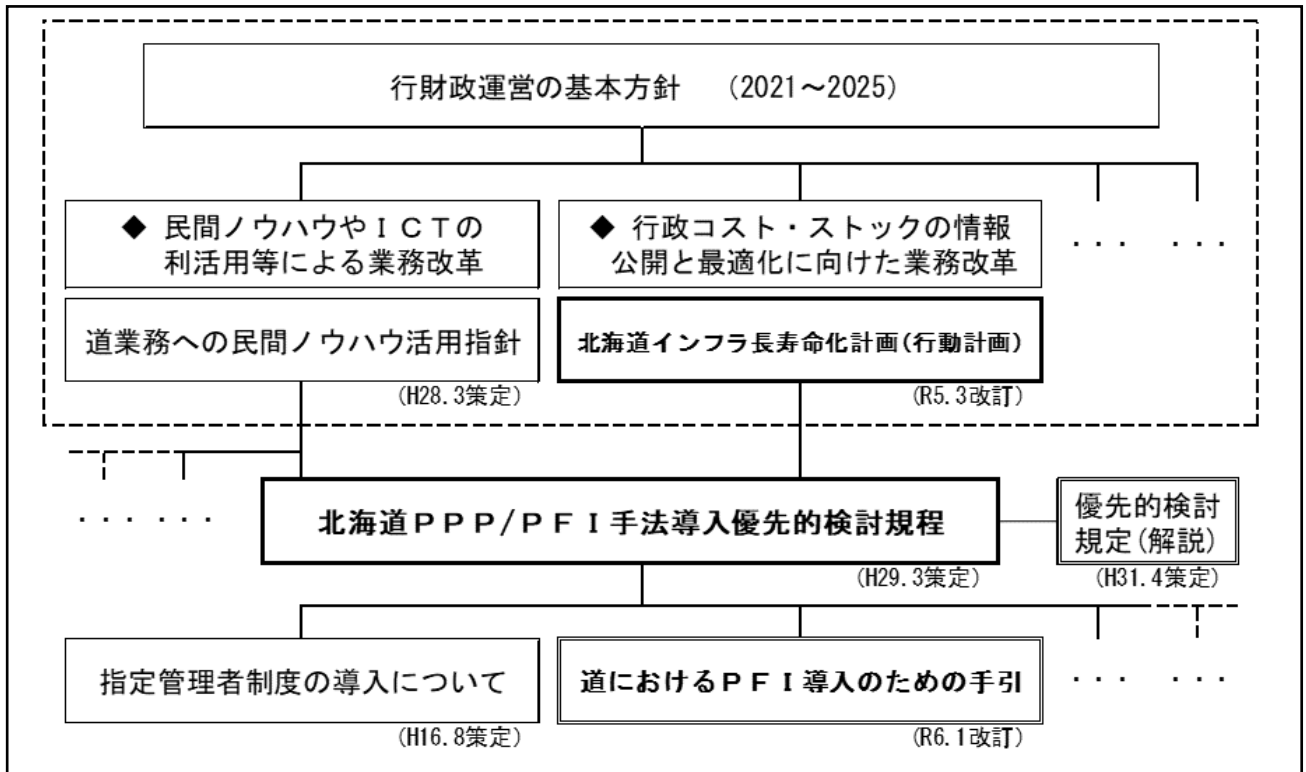 行財政運営の基本方針　（2021～2025）
◆ 民間ノウハウやＩＣＴの
利活用等による業務改革
◆ 行政コスト・ストックの情報
公開と最適化に向けた業務改革
・・・　・・・
道業務への民間ノウハウ活用指針
(H28.3策定)
北海道インフラ長寿命化計画(行動計画)
(R5.3改訂)
・・・　・・・
北海道ＰＰＰ/ＰＦＩ手法導入優先的検討規程
(H29.3策定)
優先的検討
規定(解説)
(H31.4策定)
指定管理者制度の導入について
(H16.8策定)
道におけるＰＦＩ導入のための手引
(R6.1改訂)
・・・　・・・